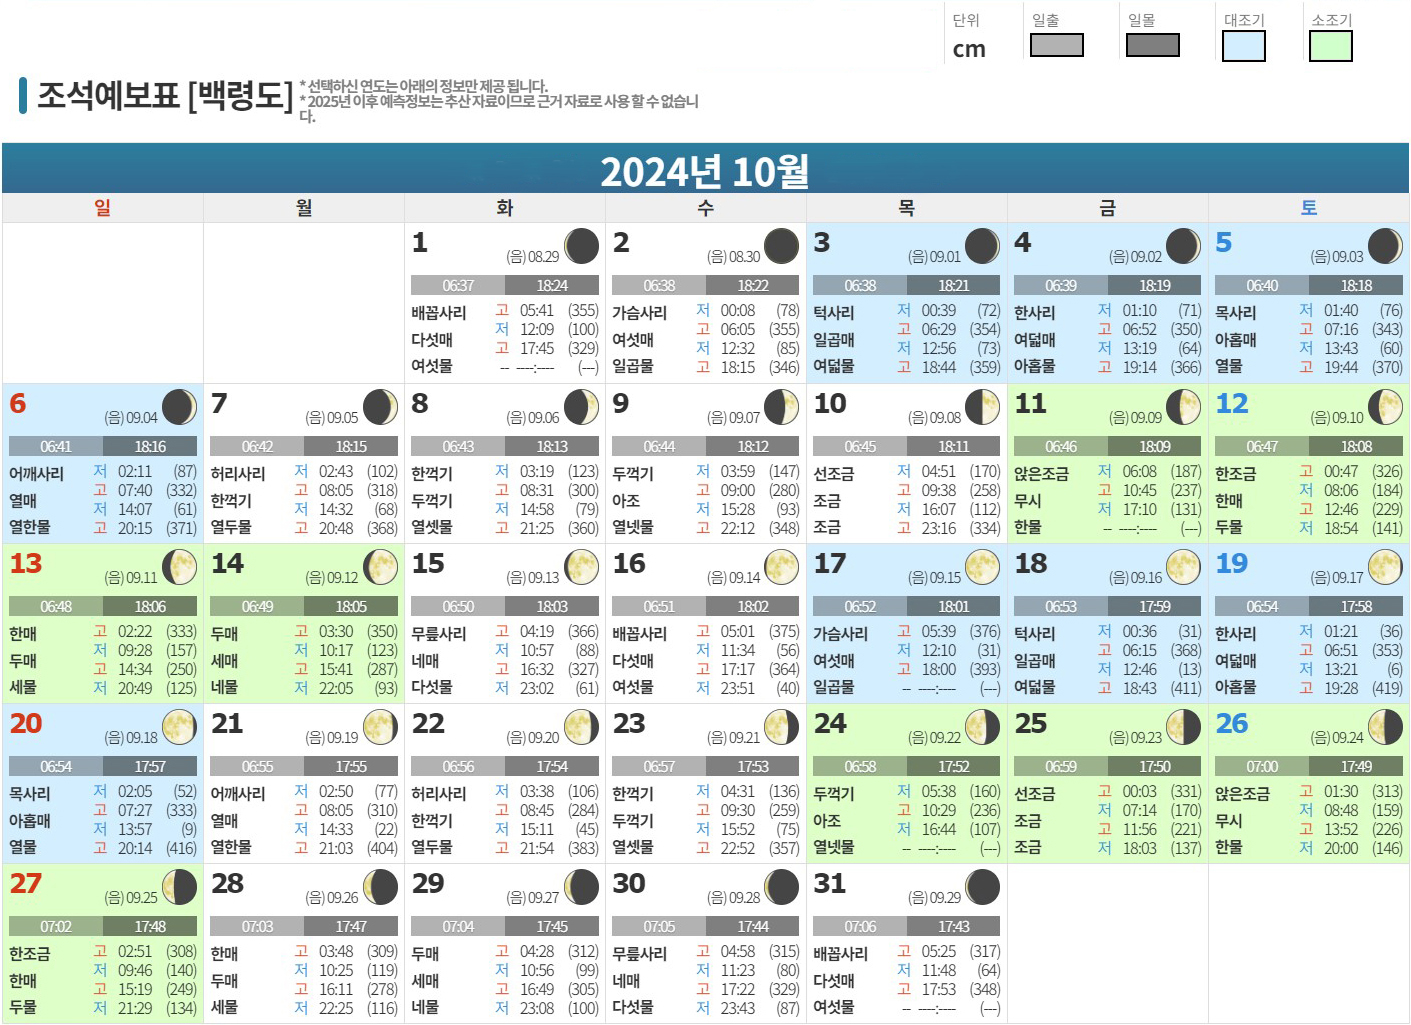 단위 일출 일몰 대조기 소조기
cm
조석예보표 [백령도]
* 선택하신 연도는 아래의 정보만 제공 됩니다.
* 2025년 이후 예측정보는 추산 자료이므로 근거 자료로 사용 할 수 없습니
다.
2024년 10월
일 월 화 수 목 금 토
1 (음) 08.29
06:37 18:24
배꼽사리 다섯매 여섯물
고 05:41 (355)
저 12:09 (100)
고 17:45 (329)
-- ----:---- (---)
2 (음) 08.30
06:38 18:22
가슴사리 여섯매 일곱물
저 00:08 (78)
고 06:05 (355)
저 12:32 (85)
고 18:15 (346)
3 (음) 09.01
06:38 18:21
턱사리 일곱매 여덟물
저 00:39 (72)
고 06:29 (354)
저 12:56 (73)
고 18:44 (359)
4 (음) 09.02
06:39 18:19
한사리 여덟매 아홉물
저 01:10 (71)
고 06:52 (350)
저 13:19 (64)
고 19:14 (366)
5 (음) 09.03
06:40 18:18
목사리 아홉매 열물
저 01:40 (76)
고 07:16 (343)
저 13:43 (60)
고 19:44 (370)
6 (음) 09.04
06:41 18:16
어깨사리 열매 열한물
저 02:11 (87)
고 07:40 (332)
저 14:07 (61)
고 20:15 (371)
7 (음) 09.05
06:42 18:15
허리사리 한꺽기 열두물
저 02:43 (102)
고 08:05 (318)
저 14:32 (68)
고 20:48 (368)
8 (음) 09.06
06:43 18:13
한꺽기 두꺽기 열셋물
저 03:19 (123)
고 08:31 (300)
저 14:58 (79)
고 21:25 (360)
9 (음) 09.07
06:44 18:12
두꺽기 아조 열넷물
저 03:59 (147)
고 09:00 (280)
저 15:28 (93)
고 22:12 (348)
10 (음) 09.08
06:45 18:11
선조금 조금 조금
저 04:51 (170)
고 09:38 (258)
저 16:07 (112)
고 23:16 (334)
11 (음) 09.09
06:46 18:09
앉은조금 무시 한물
저 06:08 (187)
고 10:45 (237)
저 17:10 (131)
-- ----:---- (---)
12 (음) 09.10
06:47 18:08
한조금 한매 두물
고 00:47 (326)
저 08:06 (184)
고 12:46 (229)
저 18:54 (141)
13 (음) 09.11
06:48 18:06
한매 두매 세물
고 02:22 (333)
저 09:28 (157)
고 14:34 (250)
저 20:49 (125)
14 (음) 09.12
06:49 18:05
두매 세매 네물
고 03:30 (350)
저 10:17 (123)
고 15:41 (287)
저 22:05 (93)
15 (음) 09.13
06:50 18:03
무릎사리 네매 다섯물
고 04:19 (366)
저 10:57 (88)
고 16:32 (327)
저 23:02 (61)
16 (음) 09.14
06:51 18:02
배꼽사리 다섯매 여섯물
고 05:01 (375)
저 11:34 (56)
고 17:17 (364)
저 23:51 (40)
17 (음) 09.15
06:52 18:01
가슴사리 여섯매 일곱물
고 05:39 (376)
저 12:10 (31)
고 18:00 (393)
-- ----:---- (---)
18 (음) 09.16
06:53 17:59
턱사리 일곱매 여덟물
저 00:36 (31)
고 06:15 (368)
저 12:46 (13)
고 18:43 (411)
19 (음) 09.17
06:54 17:58
한사리 여덟매 아홉물
저 01:21 (36)
고 06:51 (353)
저 13:21 (6)
고 19:28 (419)
20 (음) 09.18
06:54 17:57
목사리 아홉매 열물
저 02:05 (52)
고 07:27 (333)
저 13:57 (9)
고 20:14 (416)
21 (음) 09.19
06:55 17:55
어깨사리 열매 열한물
저 02:50 (77)
고 08:05 (310)
저 14:33 (22)
고 21:03 (404)
22 (음) 09.20
06:56 17:54
허리사리 한꺽기 열두물
저 03:38 (106)
고 08:45 (284)
저 15:11 (45)
고 21:54 (383)
23 (음) 09.21
06:57 17:53
한꺽기 두꺽기 열셋물
저 04:31 (136)
고 09:30 (259)
저 15:52 (75)
고 22:52 (357)
24 (음) 09.22
06:58 17:52
두꺽기 아조 열넷물
저 05:38 (160)
고 10:29 (236)
저 16:44 (107)
-- ----:---- (---)
25 (음) 09.23
06:59 17:50
선조금 조금 조금
고 00:03 (331)
저 07:14 (170)
고 11:56 (221)
저 18:03 (137)
26 (음) 09.24
07:00 17:49
앉은조금 무시 한물
고 01:30 (313)
저 08:48 (159)
고 13:52 (226)
저 20:00 (146)
27 (음) 09.25
07:02 17:48
한조금 한매 두물
고 02:51 (308)
저 09:46 (140)
고 15:19 (249)
저 21:29 (134)
28 (음) 09.26
07:03 17:47
한매 두매 세물
고 03:48 (309)
저 10:25 (119)
고 16:11 (278)
저 22:25 (116)
29 (음) 09.27
07:04 17:45
두매 세매 네물
고 04:28 (312)
저 10:56 (99)
고 16:49 (305)
저 23:08 (100)
30 (음) 09.28
07:05 17:44
무릎사리 네매 다섯물
고 04:58 (315)
저 11:23 (80)
고 17:22 (329)
저 23:43 (87)
31 (음) 09.29
07:06 17:43
배꼽사리 다섯매 여섯물
고 05:25 (317)
저 11:48 (64)
고 17:53 (348)
-- ----:---- (---)